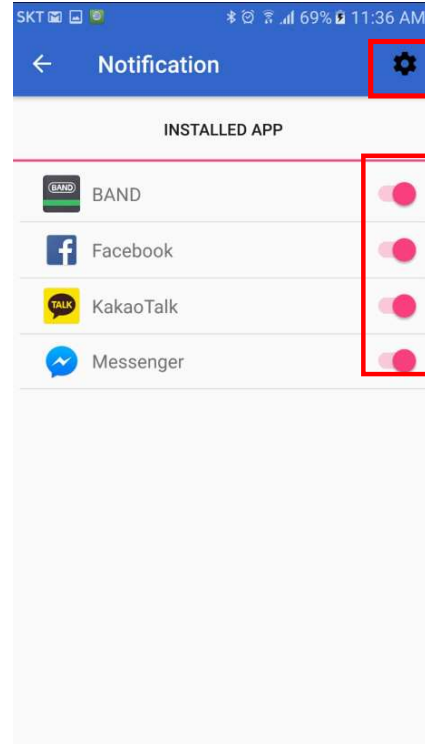 SKT 69% 11:36 AM
Notification
INSTALLED APP
BAND BAND
Facebook
TALK KakaoTalk
Messenger